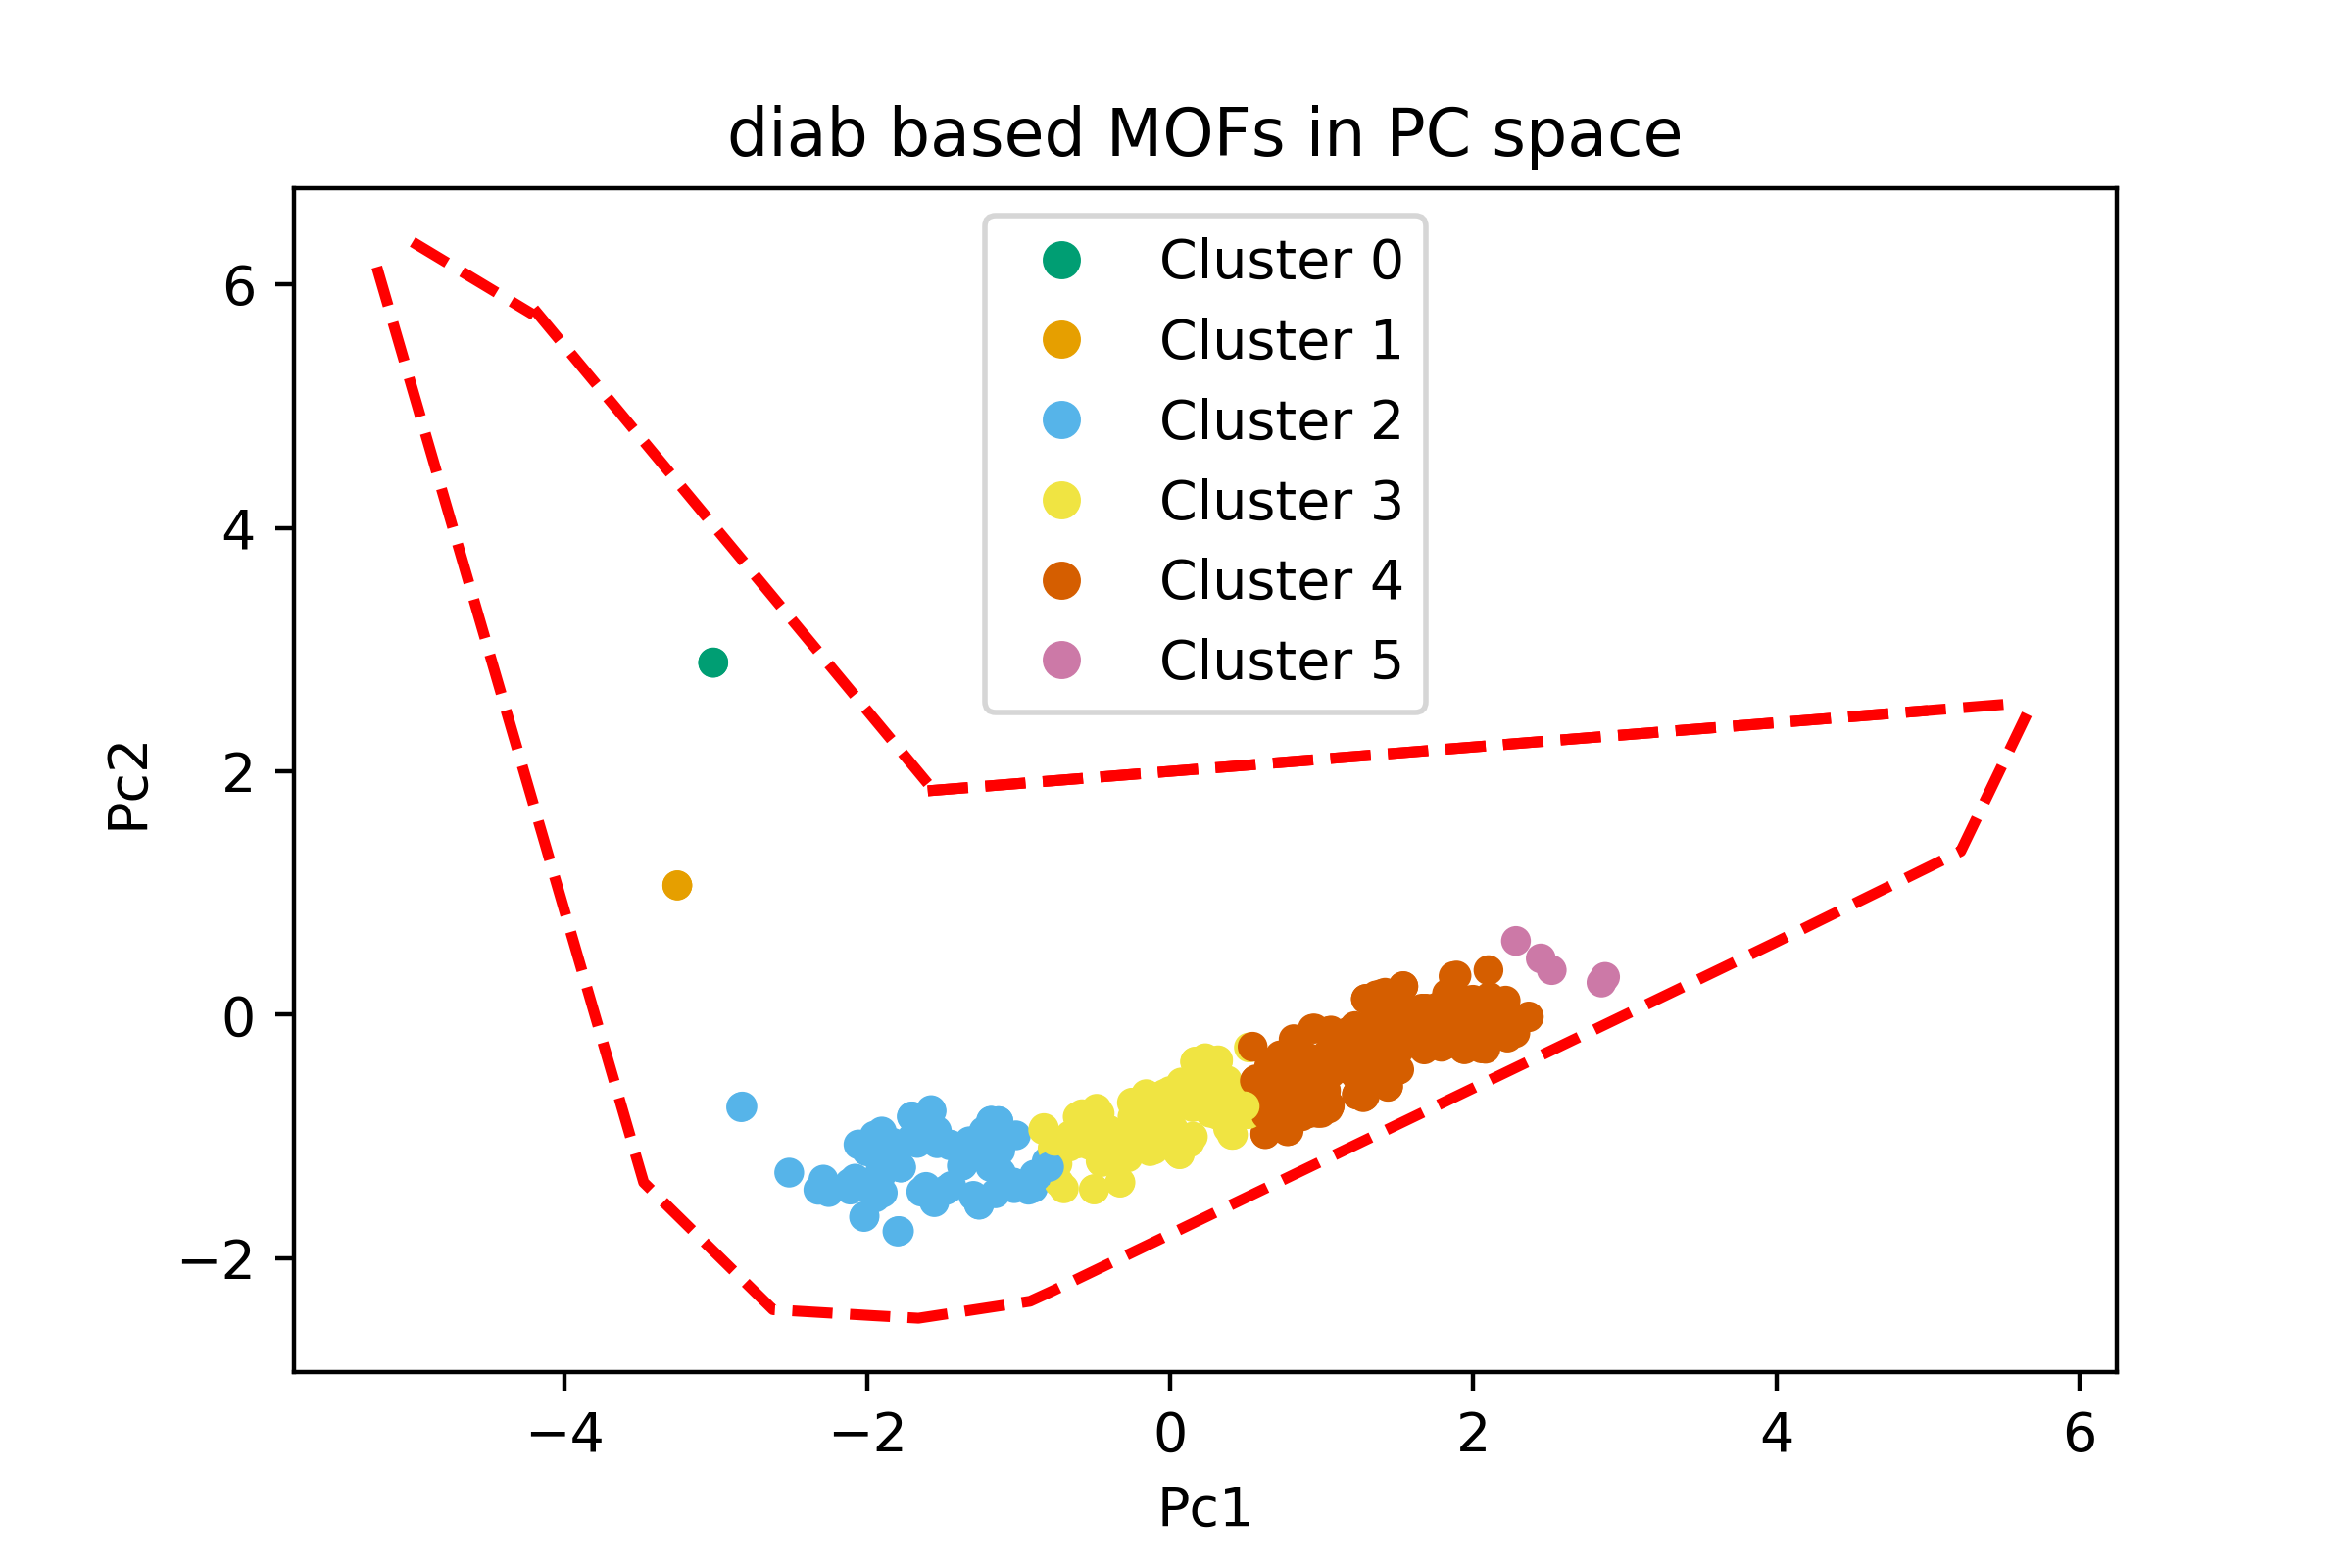 diab based MOFs in PC space
Cluster 0
Cluster 1
Cluster 2
Cluster 3
Cluster 4
Cluster 5
6
4
2
0
−2
Pc2
−4
−2
0
2
4
6
Pc1